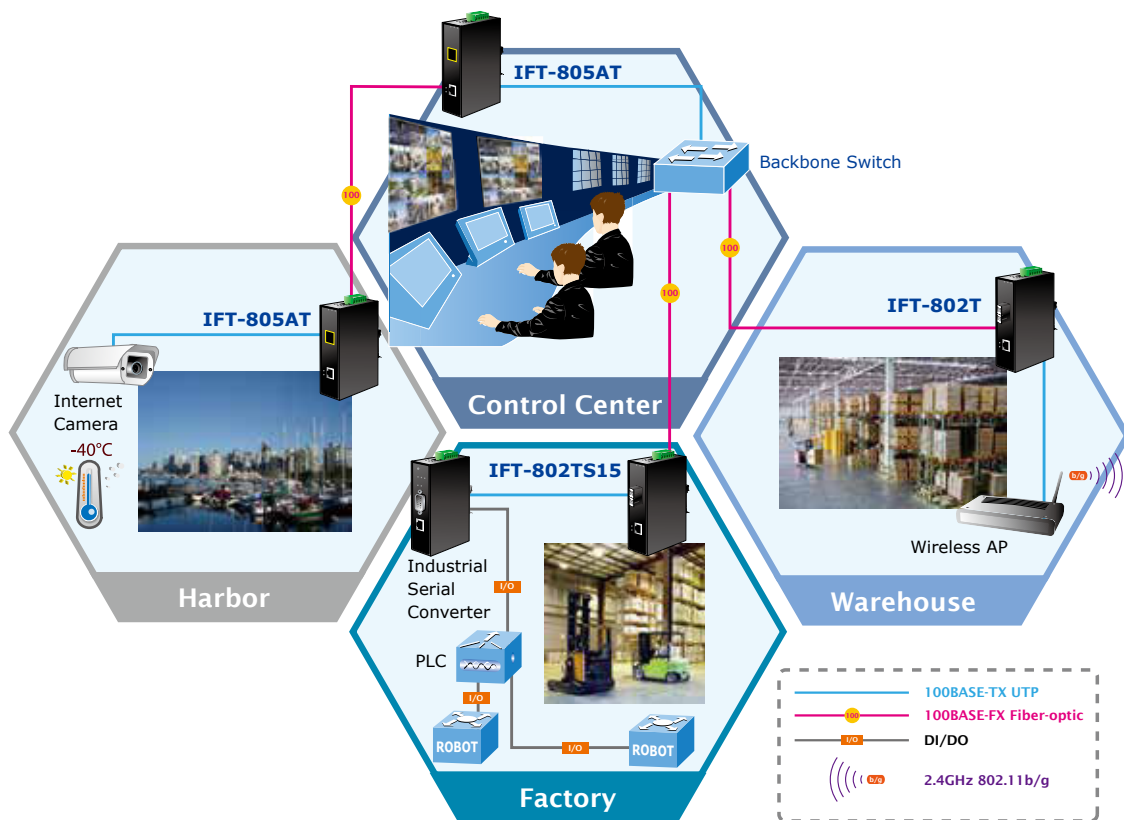 IFT-805AT
Backbone Switch
100
100
100
Control Center
IFT-805AT
Internet
Camera
-40°C
Harbor
IFT-802T
b/g
Wireless AP
Warehouse
IFT-802TS15
Industrial
Serial
Converter
I/O
PLC
I/O
ROBOT
I/O
ROBOT
Factory
100BASE-TX UTP
100
100BASE-FX Fiber-optic
I/O
DI/DO
b/g
2.4GHz 802.11b/g